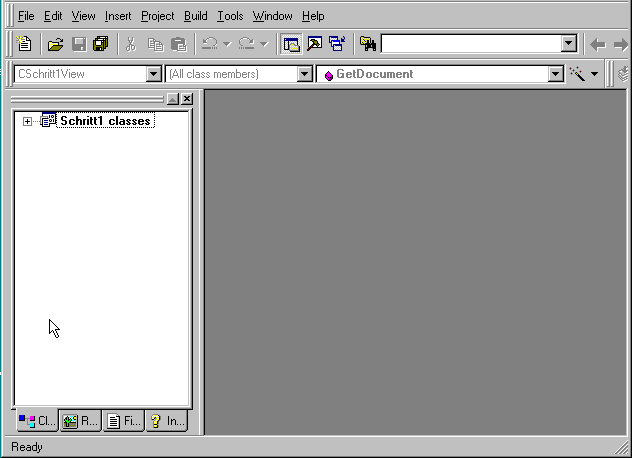 File Edit View Insert Project Build Tools Window Help
CSchritt1View (All class members) GetDocument
Schritt1 classes
Cl... R... Fi... In...
Ready